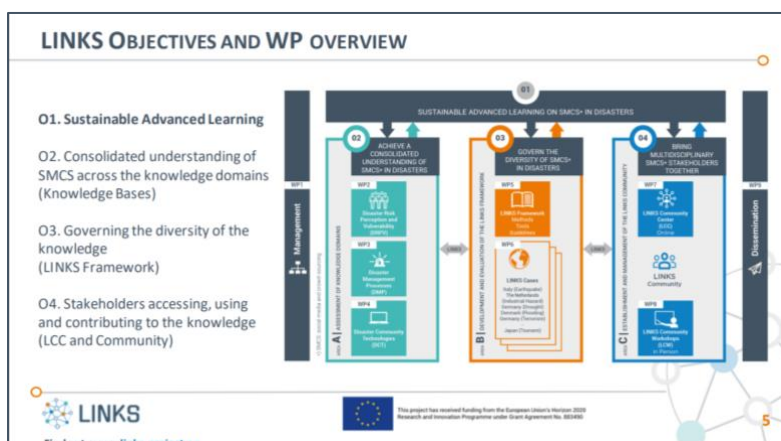 LINKS OBJECTIVES AND WP OVERVIEW
O1. Sustainable Advanced Learning
O2. Consolidated understanding of
SMCS across the knowledge domains
(Knowledge Bases)
O3. Governing the diversity of the
knowledge
(LINKS Framework)
O4. Stakeholders accessing, using
and contributing to the knowledge
(LCC and Community)
01
SUSTAINABLE ADVANCED LEARNING ON SMCS+ IN DISASTERS
WP1
Management
02
ACHIEVE A
CONSOLIDATED
UNDERSTANDING OF
SMCS+ IN DISASTERS
A | ASSESSMENT OF KNOWLEDGE DOMAINS
WP2
Disaster Risk
Perception and
Vulnerability
(DRPV)
WP3
Disaster
Management
Processes
(DMP)
WP4
Disaster Community
Technologies
(DCT)
03
GOVERN THE
DIVERSITY OF SMCS+
IN DISASTERS
B | DEVELOPMENT AND EVALUATION OF THE LINKS FRAMEWORK
WP5
LINKS Framework
Methods
Tools
Guidelines
WP6
LINKS Cases
Italy (Earthquake)
The Netherlands
(Industrial Hazard)
Germany (Drought)
Denmark (Flooding)
Germany (Terrorism)
...
Japan (Tsunami)
04
BRING
MULTIDISCIPLINARY
SMCS+ STAKEHOLDERS
TOGETHER
C | ESTABLISHMENT AND MANAGEMENT OF THE LINKS COMMUNITY
WP7
LINKS Community
Center
(LCC)
Online
LINKS
Community
WP8
LINKS Community
Workshops
(LCW)
In Person
WP9
Dissemination
LINKS
This project has received funding from the European Union's Horizon 2020
Research and Innovation Programme under Grant Agreement No. 883490
5